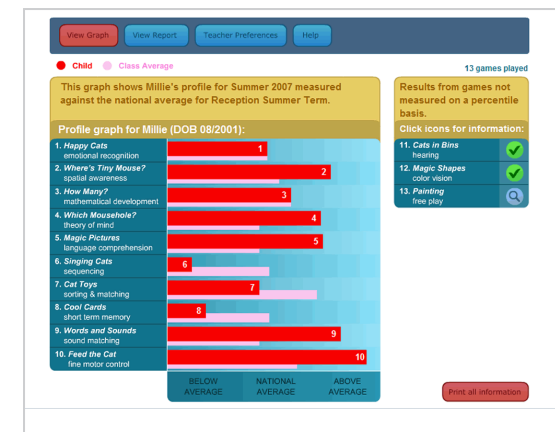 View Graph
View Report
Teacher Preferences
Help
Child
Class Average
13 games played
This graph shows Millie's profile for Summer 2007 measured
against the national average for Reception Summer Term.
Profile graph for Millie (DOB 08/2001):
1. Happy Cats
emotional recognition
1
2. Where's Tiny Mouse?
spatial awareness
2
3. How Many?
mathematical development
3
4. Which Mousehole?
theory of mind
4
5. Magic Pictures
language comprehension
5
6. Singing Cats
sequencing
6
7. Cat Toys
sorting & matching
7
8. Cool Cards
short term memory
8
9. Words and Sounds
sound matching
9
10. Feed the Cat
fine motor control
10
BELOW
AVERAGE
NATIONAL
AVERAGE
ABOVE
AVERAGE
Results from games not
measured on a percentile
basis.
Click icons for information:
11. Cats in Bins
hearing
12. Magic Shapes
color vision
13. Painting
free play
Print all information